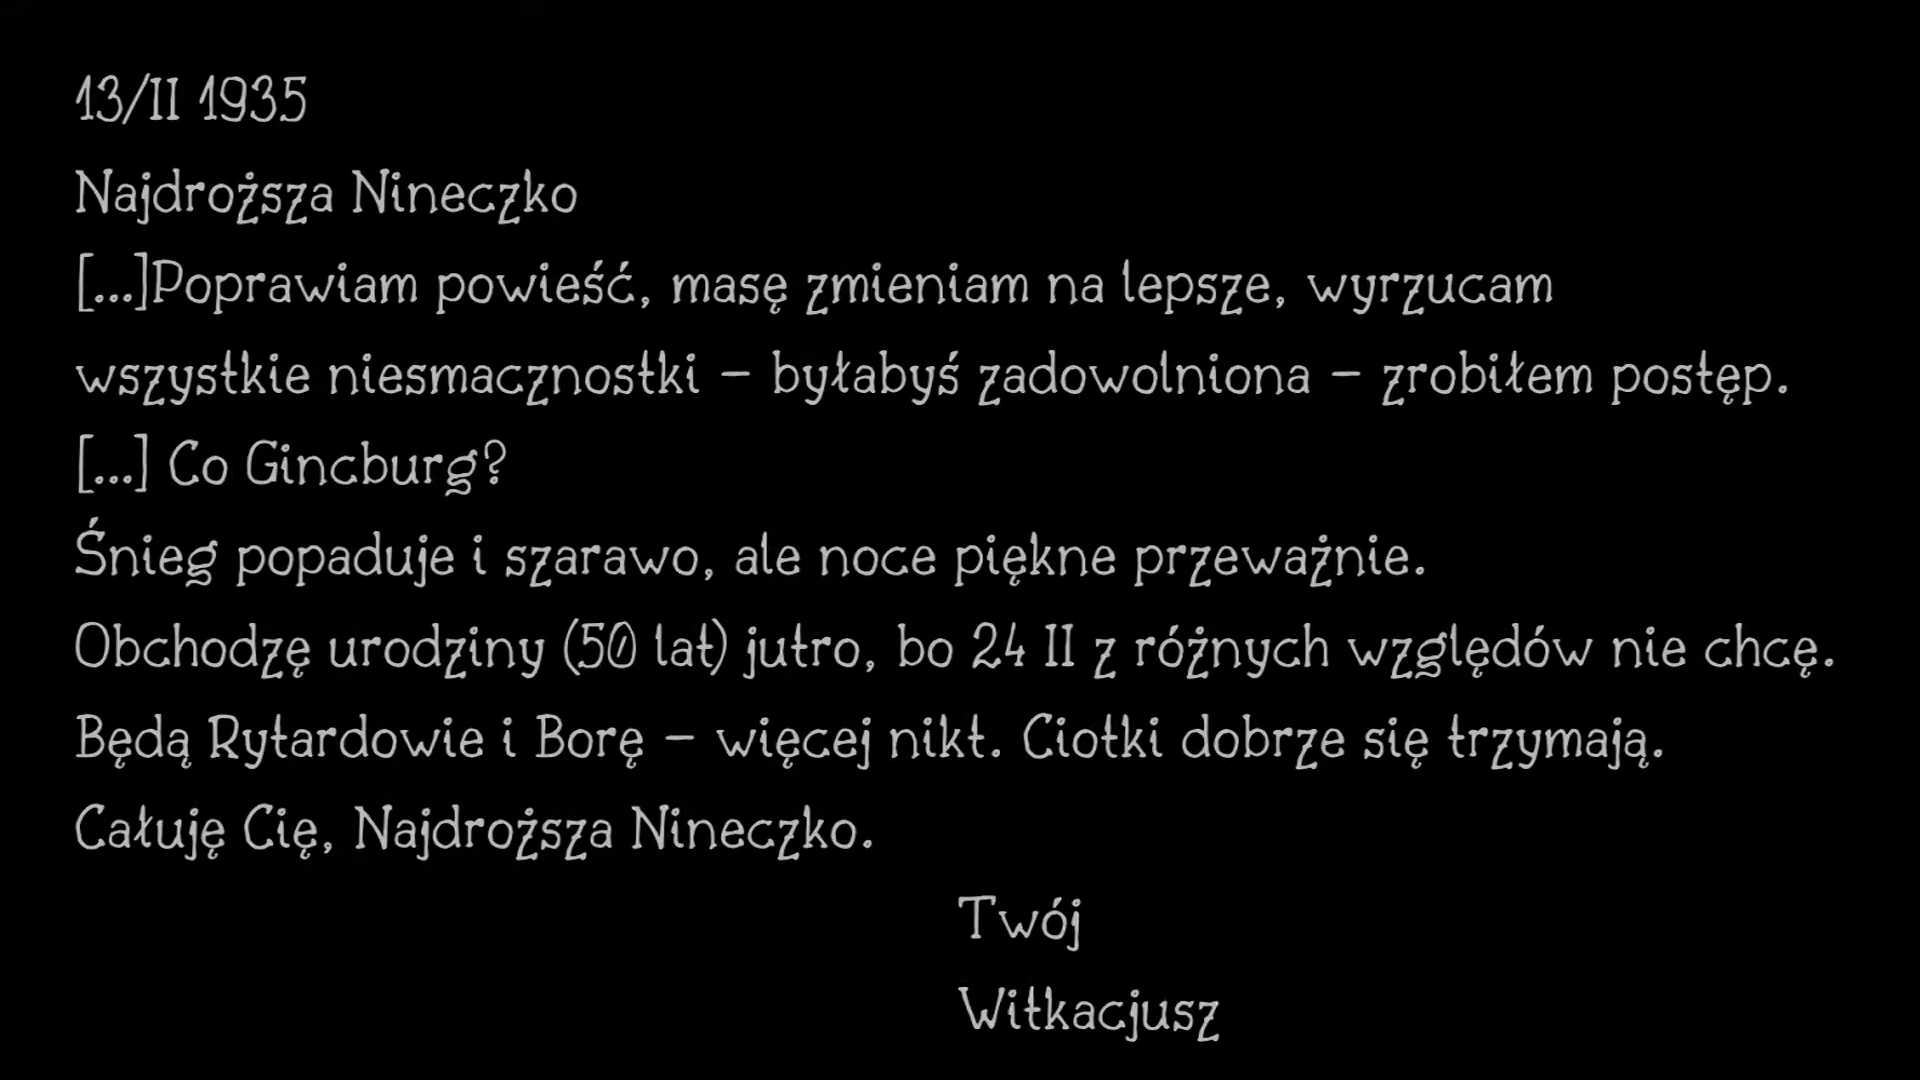 13/II 1935
Najdroższa Nineczko
[...]Poprawiam powieść, masę zmieniam na lepsze, wyrzucam
wszystkie niesmacznostki – byłabyś zadowolniona – zrobiłem postęp.
[...] Co Gincburg?
Śnieg popaduje i szarawo, ale noce piękne przeważnie.
Obchodzę urodziny (50 lat) jutro, bo 24 II z różnych względów nie chcę.
Będą Rytardowie i Borę – więcej nikt. Ciotki dobrze się trzymają.
Całuję Cię, Najdroższa Nineczko.
Twój
Witkacjusz